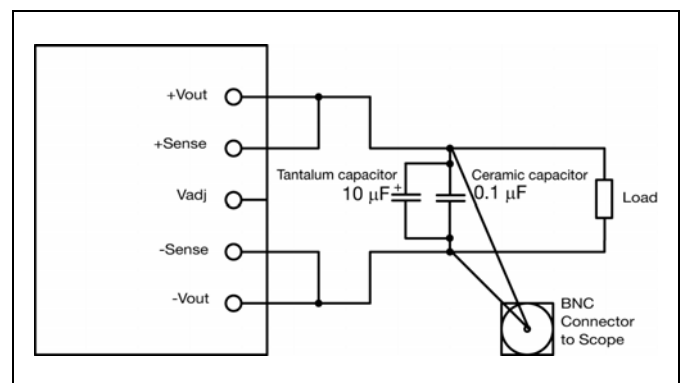 +Vout
+Sense
Vadj
-Sense
-Vout
Tantalum capacitor
10 µF
+
Ceramic capacitor
0.1 µF
Load
BNC
Connector
to Scope